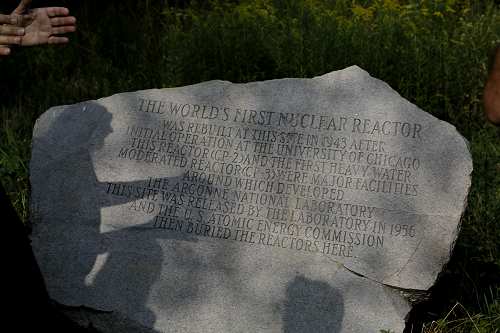 THE WORLD'S FIRST NUCLEAR REACTOR
WAS REBUILT AT THIS SITE IN 1943 AFTER
INITIAL OPERATION AT THE UNIVERSITY OF CHICAGO
THIS REACTOR (CP-2) AND THE FIRST HEAVY WATER
MODERATED REACTOR (CP-3) WERE MAJOR FACILITIES
AROUND WHICH DEVELOPED
THE ARGONNE NATIONAL LABORATORY
THIS SITE WAS RELEASED BY THE LABORATORY IN 1956
AND THE U.S. ATOMIC ENERGY COMMISSION
THEN BURIED THE REACTORS HERE.